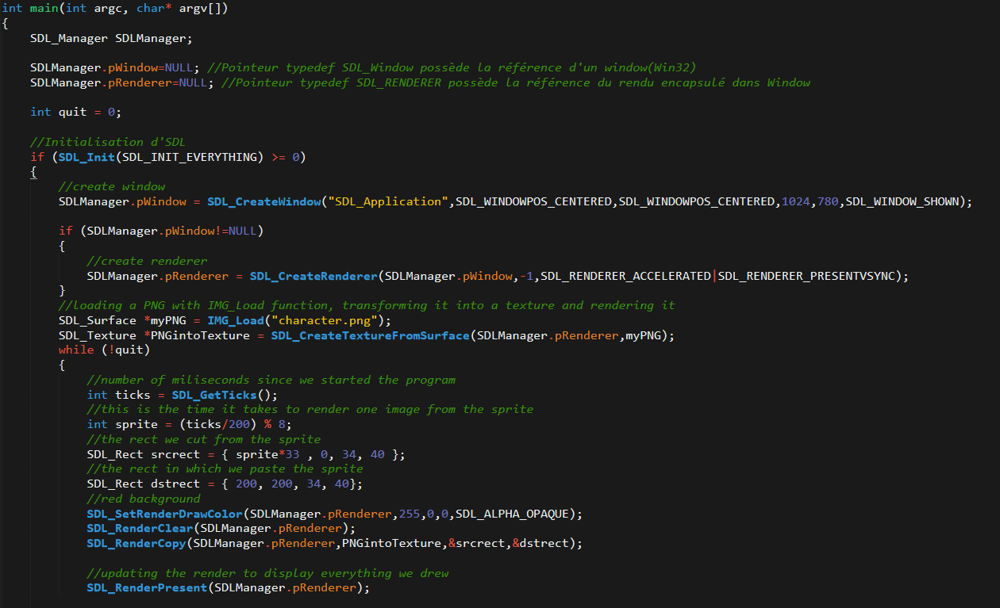 int main(int argc, char* argv[])
{
SDL_Manager SDLManager;
SDLManager.pWindow=NULL; //Pointeur typedef SDL_Window possède la référence d'un window(Win32)
SDLManager.pRenderer=NULL; //Pointeur typedef SDL_RENDERER possède la référence du rendu encapsulé dans Window
int quit = 0;
//Initialisation d'SDL
if (SDL_Init(SDL_INIT_EVERYTHING) >= 0)
{
//create window
SDLManager.pWindow = SDL_CreateWindow("SDL_Application",SDL_WINDOWPOS_CENTERED,SDL_WINDOWPOS_CENTERED,1024,780,SDL_WINDOW_SHOWN);
if (SDLManager.pWindow!=NULL)
{
//create renderer
SDLManager.pRenderer = SDL_CreateRenderer(SDLManager.pWindow,-1,SDL_RENDERER_ACCELERATED|SDL_RENDERER_PRESENTVSYNC);
}
//loading a PNG with IMG_Load function, transforming it into a texture and rendering it
SDL_Surface *myPNG = IMG_Load("character.png");
SDL_Texture *PNGintoTexture = SDL_CreateTextureFromSurface(SDLManager.pRenderer,myPNG);
while (!quit)
{
//number of miliseconds since we started the program
int ticks = SDL_GetTicks();
//this is the time it takes to render one image from the sprite
int sprite = (ticks/200) % 8;
//the rect we cut from the sprite
SDL_Rect srcrect = { sprite*33 , 0, 34, 40 };
//the rect in which we paste the sprite
SDL_Rect dstrect = { 200, 200, 34, 40};
//red background
SDL_SetRenderDrawColor(SDLManager.pRenderer,255,0,0,SDL_ALPHA_OPAQUE);
SDL_RenderClear(SDLManager.pRenderer);
SDL_RenderCopy(SDLManager.pRenderer,PNGintoTexture,&srcrect,&dstrect);
//updating the render to display everything we drew
SDL_RenderPresent(SDLManager.pRenderer);